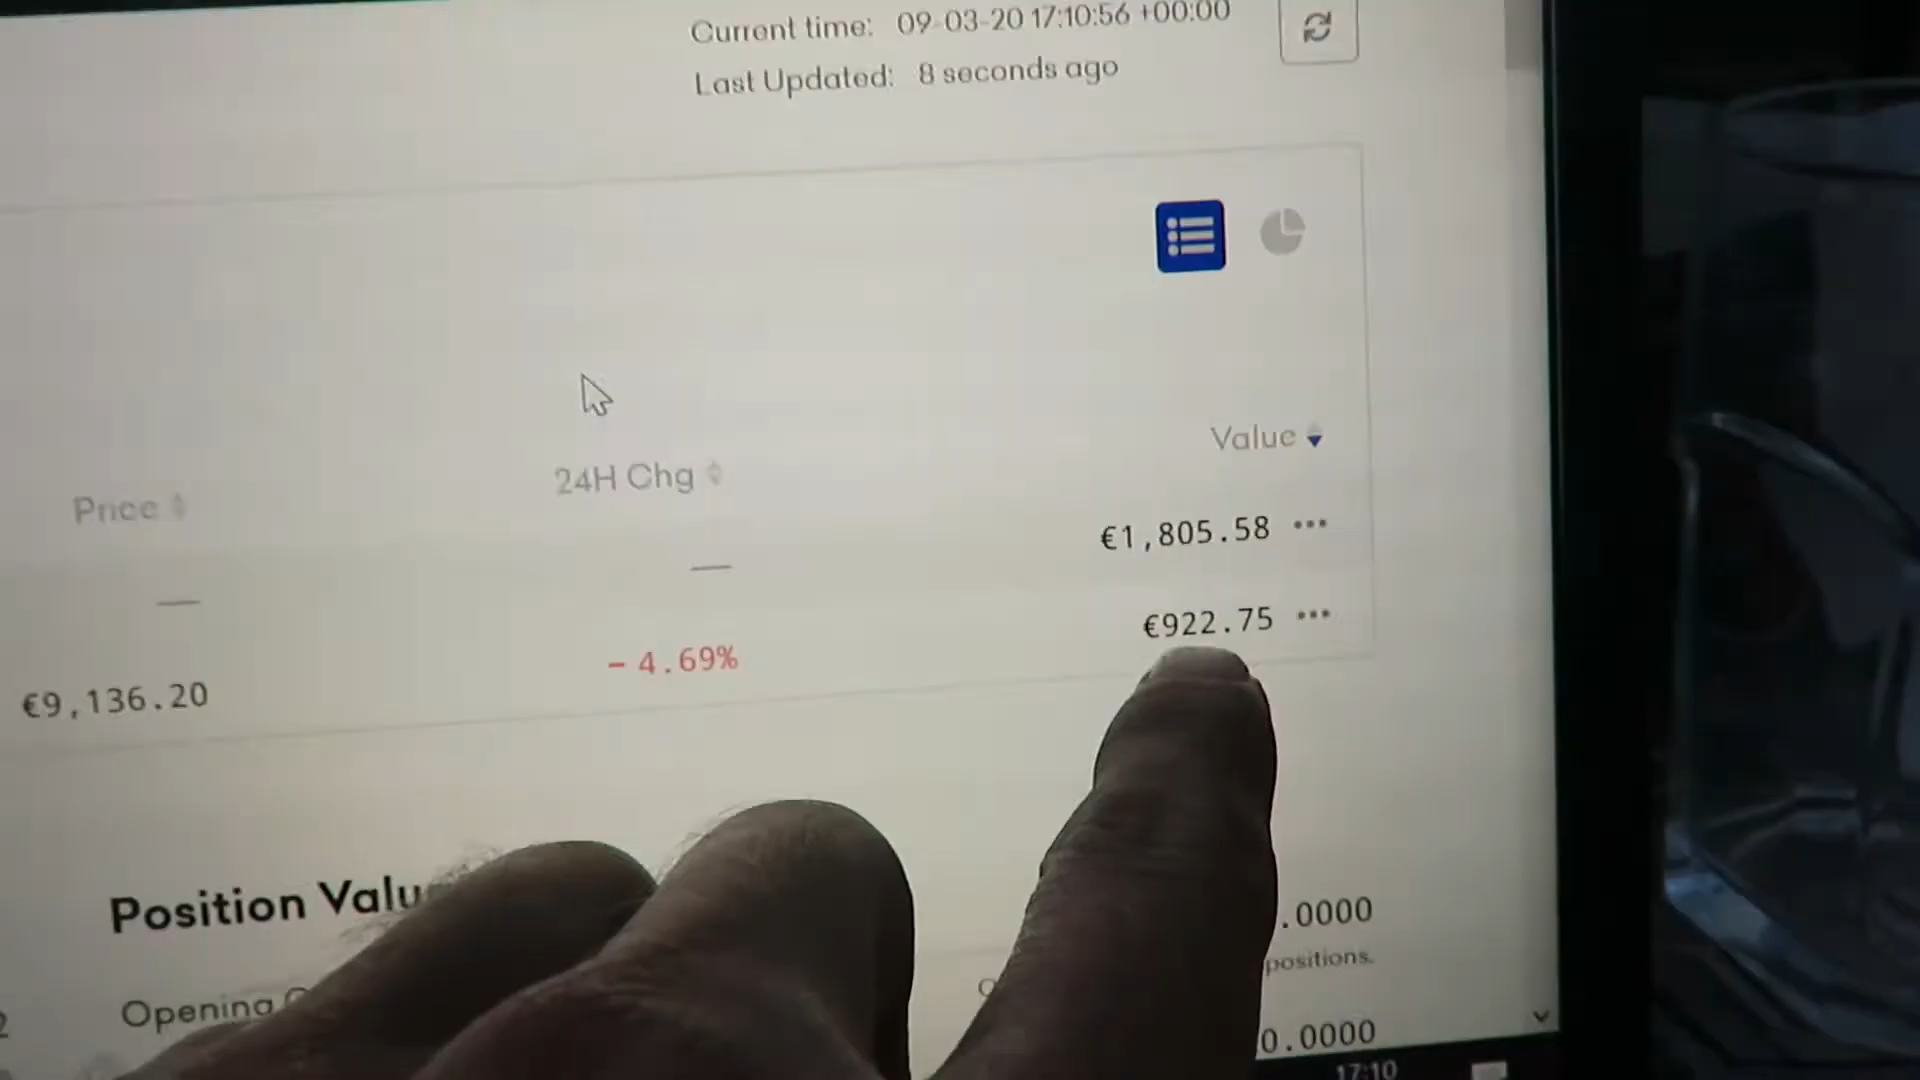 Current time: 09-03-20 17:10:56 +00:00
Last Updated: 8 seconds ago
Price 24H Chg Value
— — €1,805.58 •••
€9,136.20 - 4.69% €922.75 •••
Position Valu
.0000
positions.
Opening
0.0000
17:10